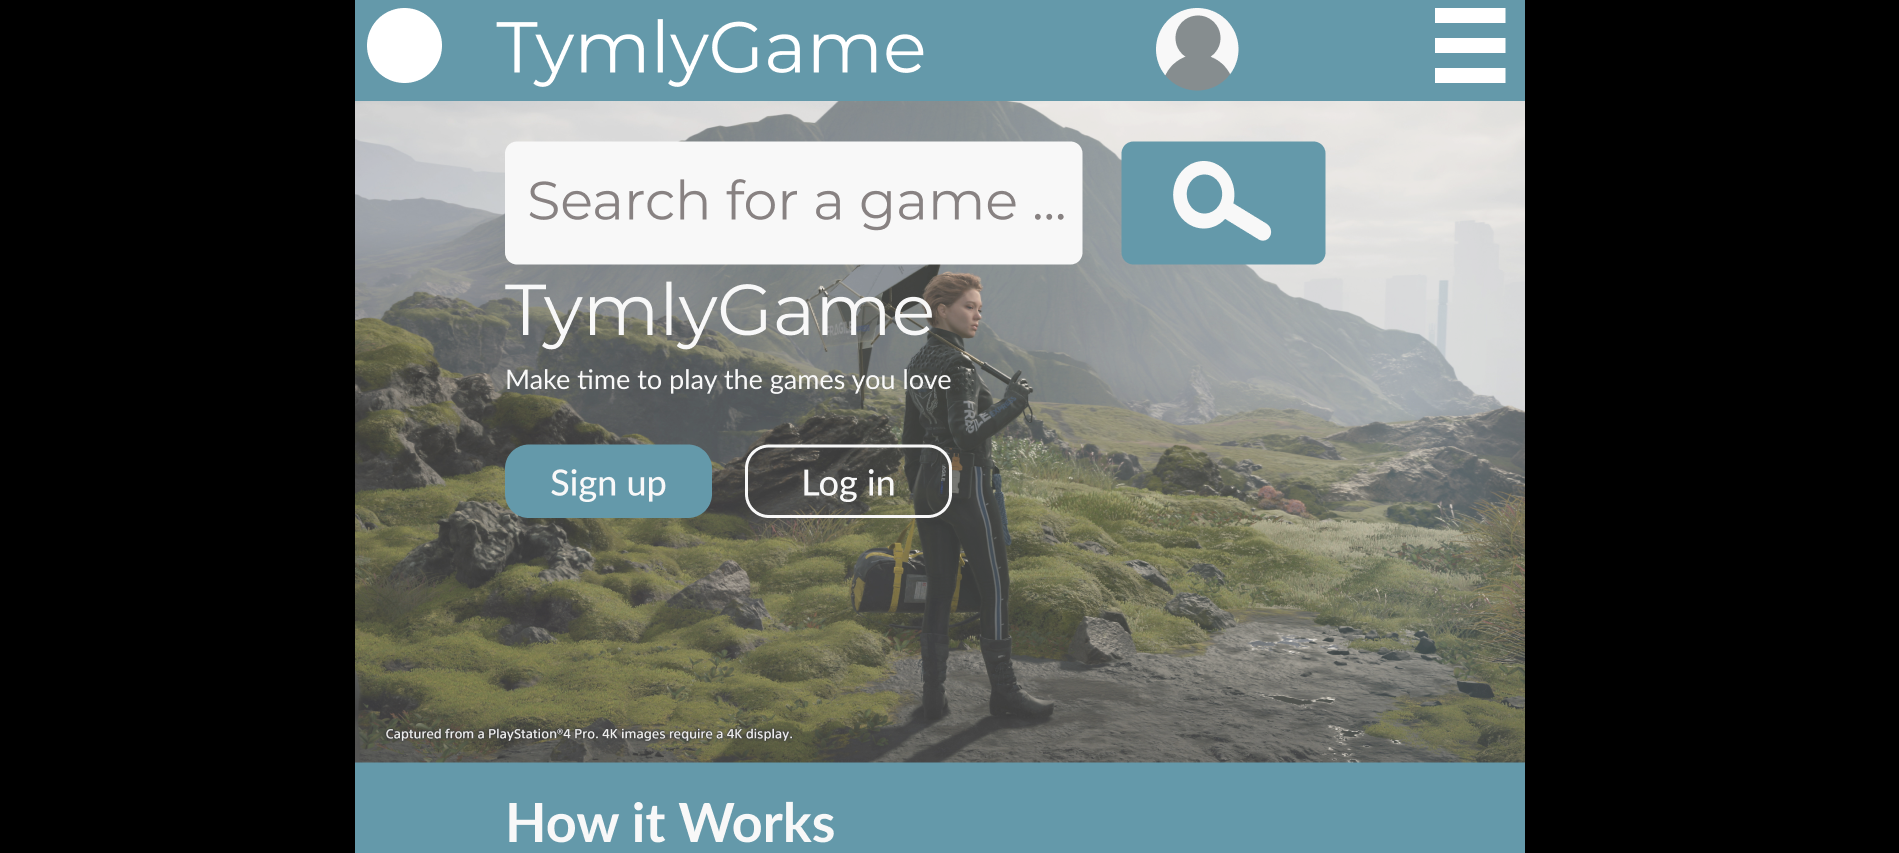 TymlyGame
Search for a game ...
TymlyGame
Make time to play the games you love
Sign up
Log in
Captured from a PlayStation®4 Pro. 4K images require a 4K display.
How it Works